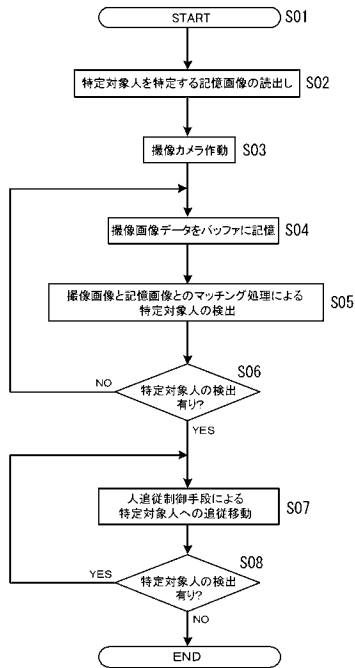 START S01
特定対象人を特定する記憶画像の読出し S02
撮像カメラ作動 S03
撮像画像データをバッファに記憶 S04
撮像画像と記憶画像とのマッチング処理による
特定対象人の検出
S05
S06
特定対象人の検出
有り?
NO
YES
人追従制御手段による
特定対象人への追従移動
S07
S08
特定対象人の検出
有り?
YES
NO
END